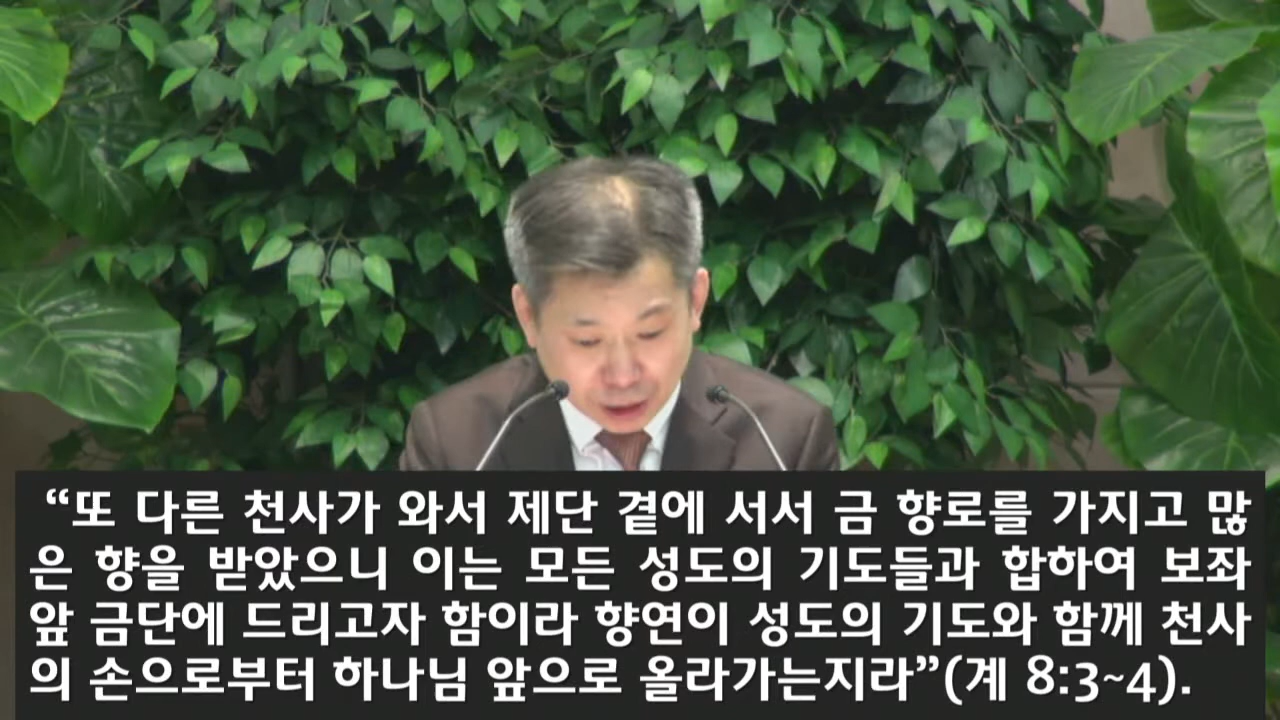 “또 다른 천사가 와서 제단 곁에 서서 금 향로를 가지고 많
은 향을 받았으니 이는 모든 성도의 기도들과 합하여 보좌
앞 금단에 드리고자 함이라 향연이 성도의 기도와 함께 천사
의 손으로부터 하나님 앞으로 올라가는지라”(계 8:3~4).